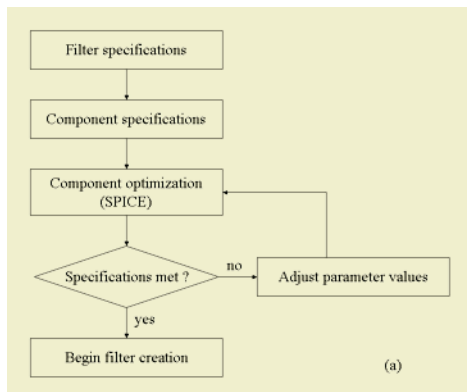 Filter specifications
Component specifications
Component optimization
(SPICE)
Specifications met ?
no
Adjust parameter values
yes
Begin filter creation
(a)